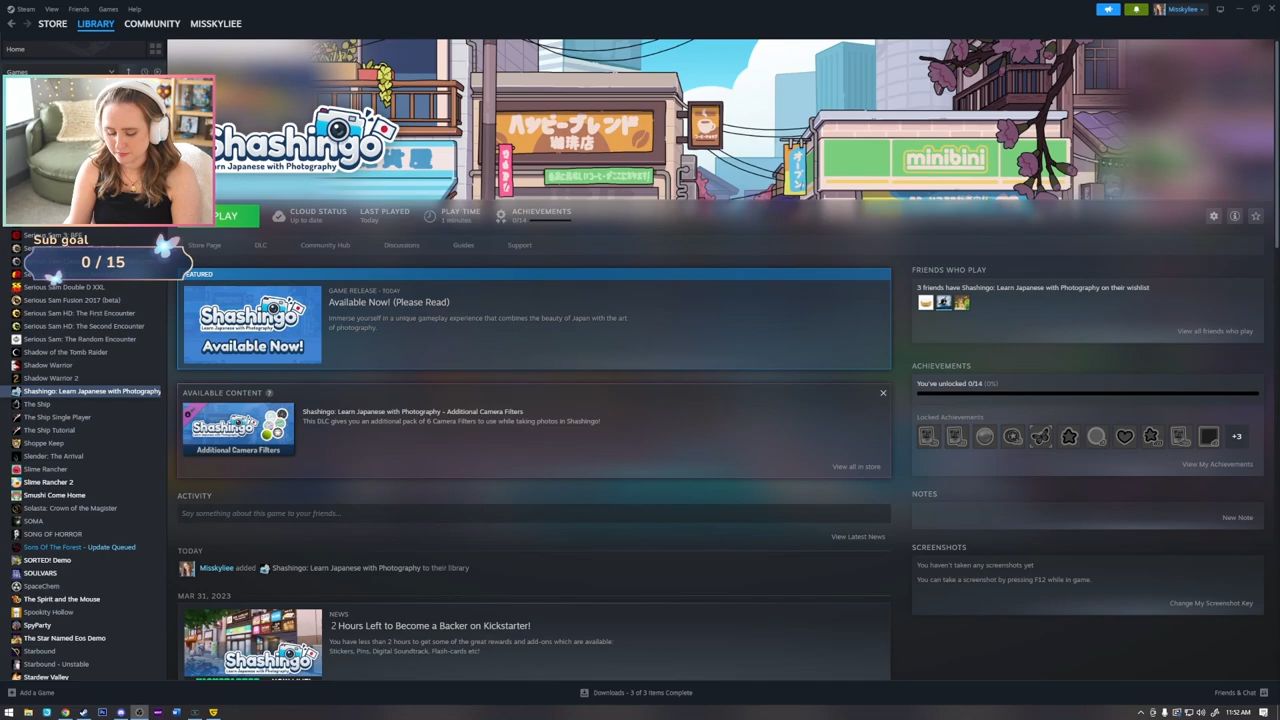 Steam View Friends Games Help
Misskyliee
STORE LIBRARY COMMUNITY MISSKYLIEE
Home
Games
Shashingo
Learn Japanese with Photography
ハッピーブレンド
珈琲店
minibini
オープン
PLAY
CLOUD STATUS
Up to date
LAST PLAYED
Today
PLAY TIME
1 minutes
ACHIEVEMENTS
0/14
Store Page DLC Community Hub Discussions Guides Support
Sub goal
0 / 15
Serious Sam 3: BFE
Serious Sam Double D XXL
Serious Sam Fusion 2017 (beta)
Serious Sam HD: The First Encounter
Serious Sam HD: The Second Encounter
Serious Sam: The Random Encounter
Shadow of the Tomb Raider
Shadow Warrior
Shadow Warrior 2
Shashingo: Learn Japanese with Photography
The Ship
The Ship Single Player
The Ship Tutorial
Shoppe Keep
Slender: The Arrival
Slime Rancher
Slime Rancher 2
Smushi Come Home
Solasta: Crown of the Magister
SOMA
SONG OF HORROR
Sons Of The Forest - Update Queued
SORTED! Demo
SOULVARS
SpaceChem
The Spirit and the Mouse
Spookity Hollow
SpyParty
The Star Named Eos Demo
Starbound
Starbound - Unstable
Stardew Valley
FEATURED
Shashingo
Learn Japanese with Photography
Available Now!
GAME RELEASE - TODAY
Available Now! (Please Read)
Immerse yourself in a unique gameplay experience that combines the beauty of Japan with the art
of photography.
AVAILABLE CONTENT ?
Shashingo
Additional Camera Filters
Shashingo: Learn Japanese with Photography - Additional Camera Filters
This DLC gives you an additional pack of 6 Camera Filters to use while taking photos in Shashingo!
View all in store
ACTIVITY
Say something about this game to your friends...
View Latest News
TODAY
Misskyliee added Shashingo: Learn Japanese with Photography to their library
MAR 31, 2023
Shashingo
NEWS
2 Hours Left to Become a Backer on Kickstarter!
You have less than 2 hours to get some of the great rewards and add-ons which are available:
Stickers, Pins, Digital Soundtrack, Flash-cards etc!
FRIENDS WHO PLAY
3 friends have Shashingo: Learn Japanese with Photography on their wishlist
View all friends who play
ACHIEVEMENTS
You've unlocked 0/14 (0%)
Locked Achievements
+3
View My Achievements
NOTES
New Note
SCREENSHOTS
You haven't taken any screenshots yet
You can take a screenshot by pressing F12 while in game.
Change My Screenshot Key
Add a Game
Downloads - 3 of 3 Items Complete
Friends & Chat
11:52 AM